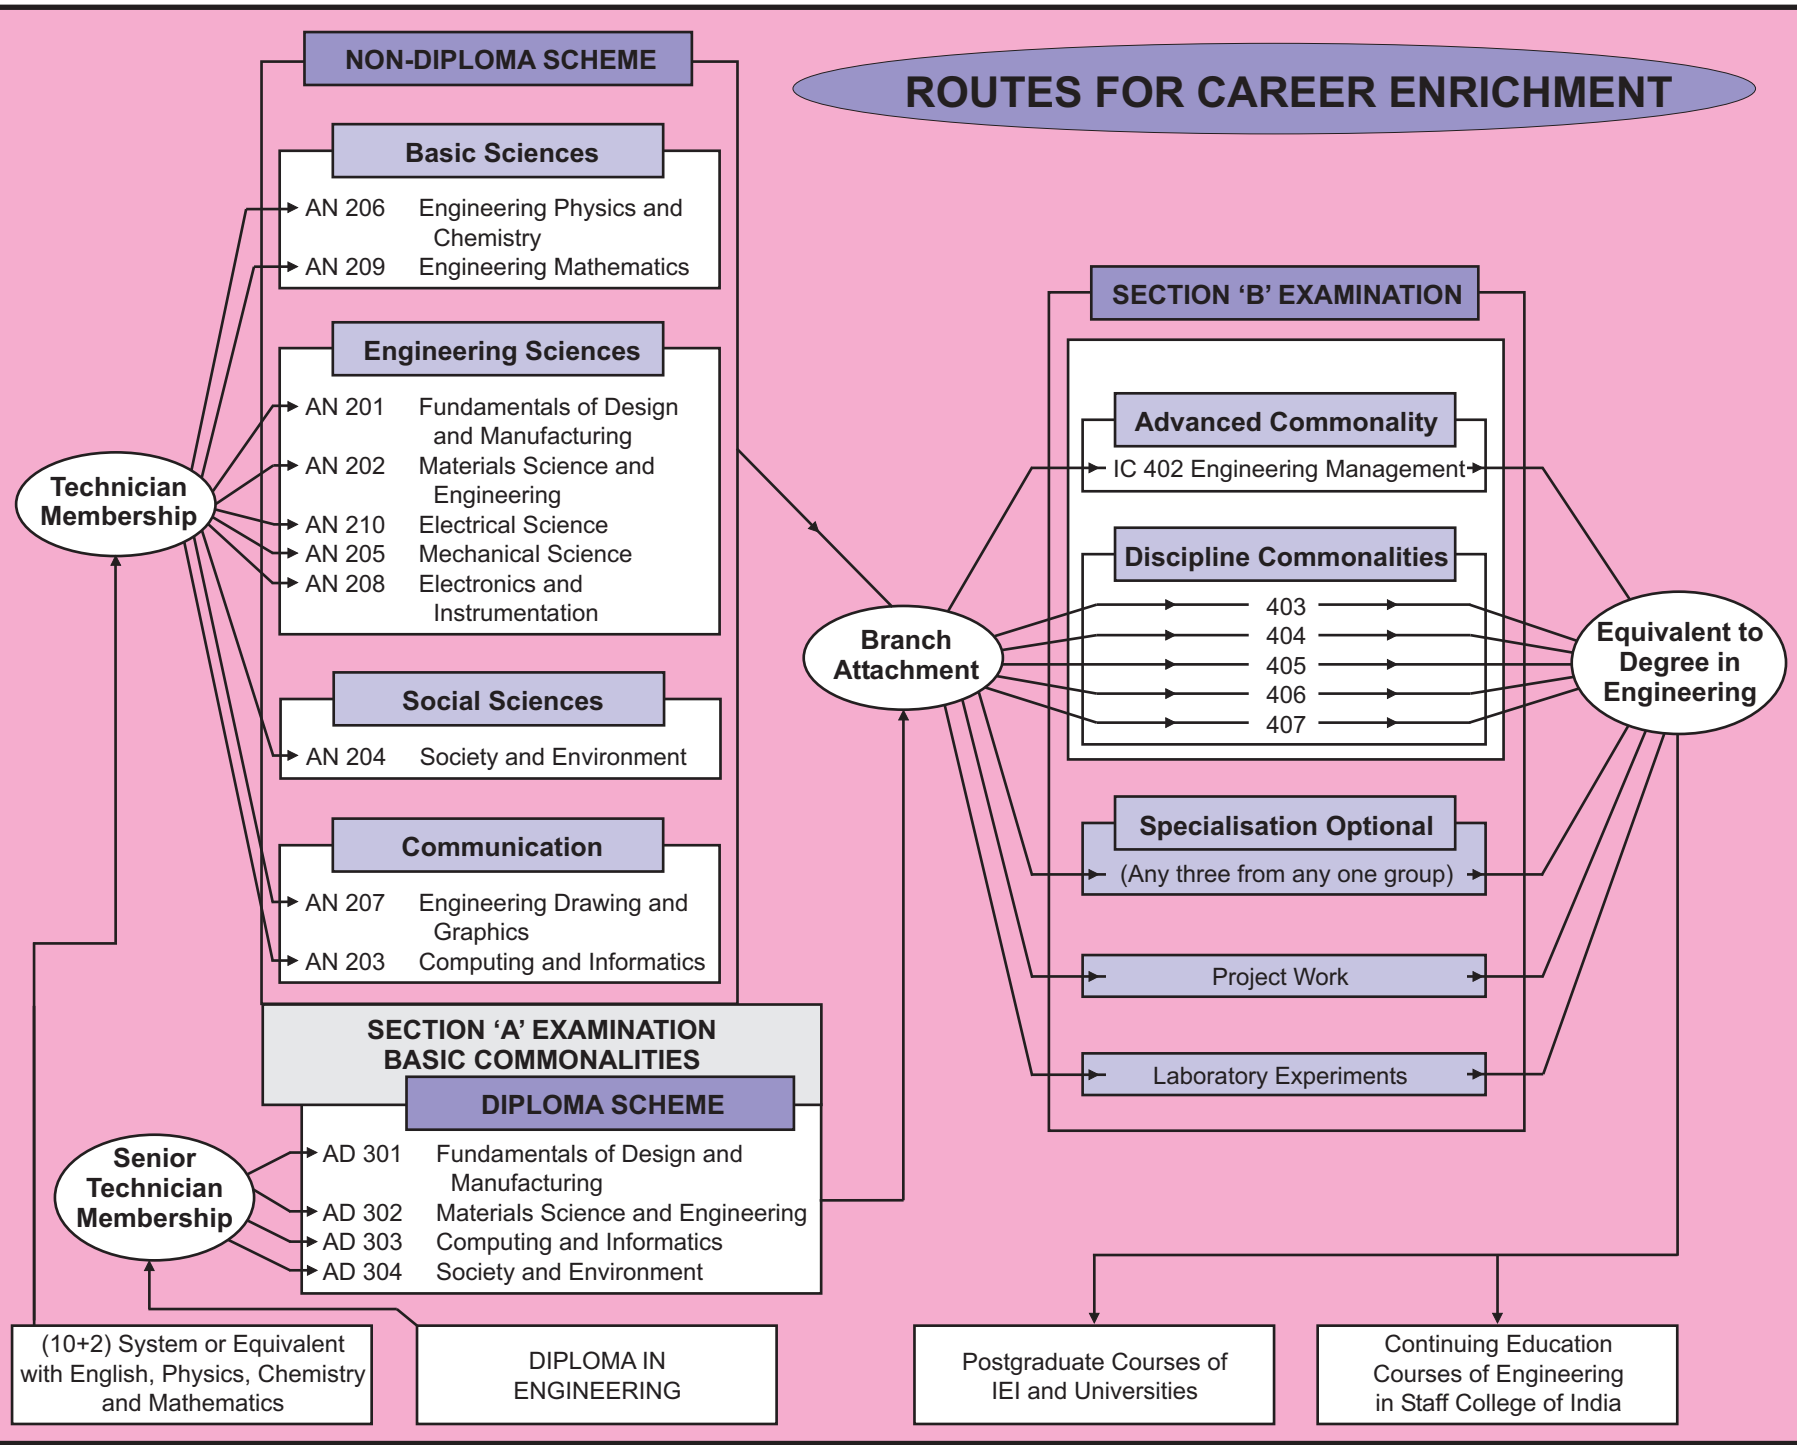 ROUTES FOR CAREER ENRICHMENT
NON-DIPLOMA SCHEME
Basic Sciences
AN 206 Engineering Physics and
Chemistry
AN 209 Engineering Mathematics
Engineering Sciences
AN 201 Fundamentals of Design
and Manufacturing
AN 202 Materials Science and
Engineering
AN 210 Electrical Science
AN 205 Mechanical Science
AN 208 Electronics and
Instrumentation
Social Sciences
AN 204 Society and Environment
Communication
AN 207 Engineering Drawing and
Graphics
AN 203 Computing and Informatics
Technician
Membership
SECTION ‘A’ EXAMINATION
BASIC COMMONALITIES
DIPLOMA SCHEME
AD 301 Fundamentals of Design and
Manufacturing
AD 302 Materials Science and Engineering
AD 303 Computing and Informatics
AD 304 Society and Environment
Senior
Technician
Membership
(10+2) System or Equivalent
with English, Physics, Chemistry
and Mathematics
DIPLOMA IN
ENGINEERING
Branch
Attachment
SECTION ‘B’ EXAMINATION
Advanced Commonality
IC 402 Engineering Management
Discipline Commonalities
403
404
405
406
407
Specialisation Optional
(Any three from any one group)
Project Work
Laboratory Experiments
Equivalent to
Degree in
Engineering
Postgraduate Courses of
IEI and Universities
Continuing Education
Courses of Engineering
in Staff College of India